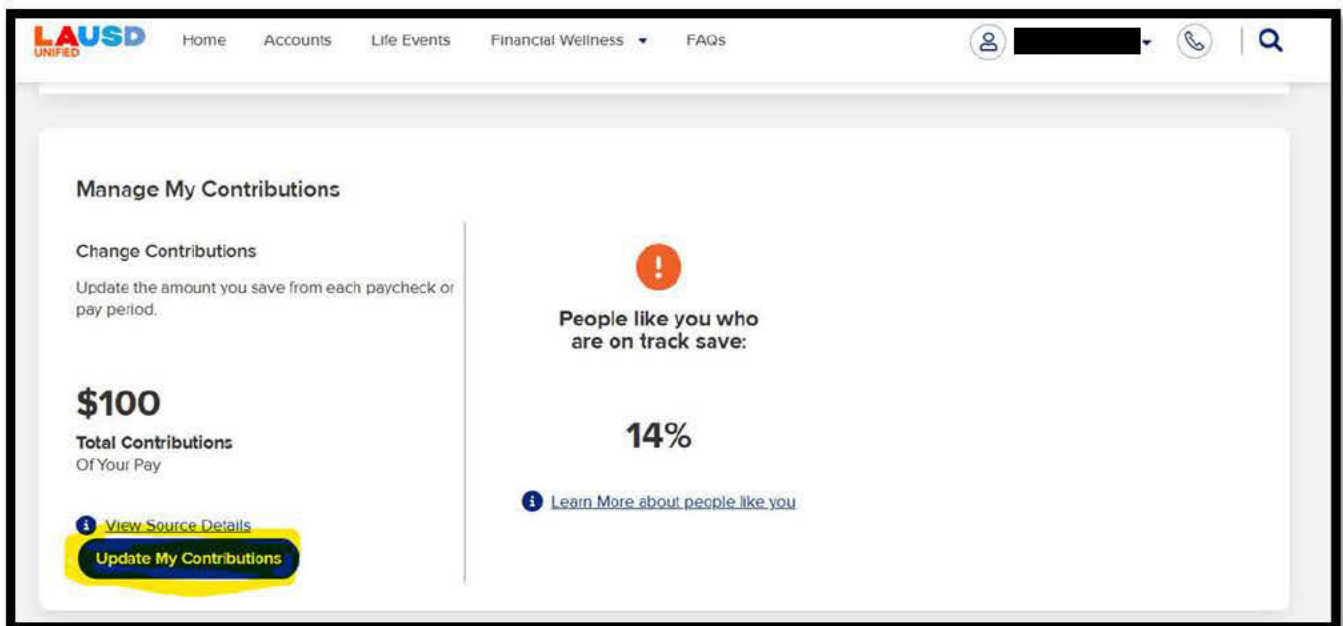 LAUSD
UNIFIED
Home Accounts Life Events Financial Wellness FAQs
Manage My Contributions
Change Contributions
Update the amount you save from each paycheck or
pay period.
$100
Total Contributions
Of Your Pay
View Source Details
Update My Contributions
!
People like you who
are on track save:
14%
Learn More about people like you